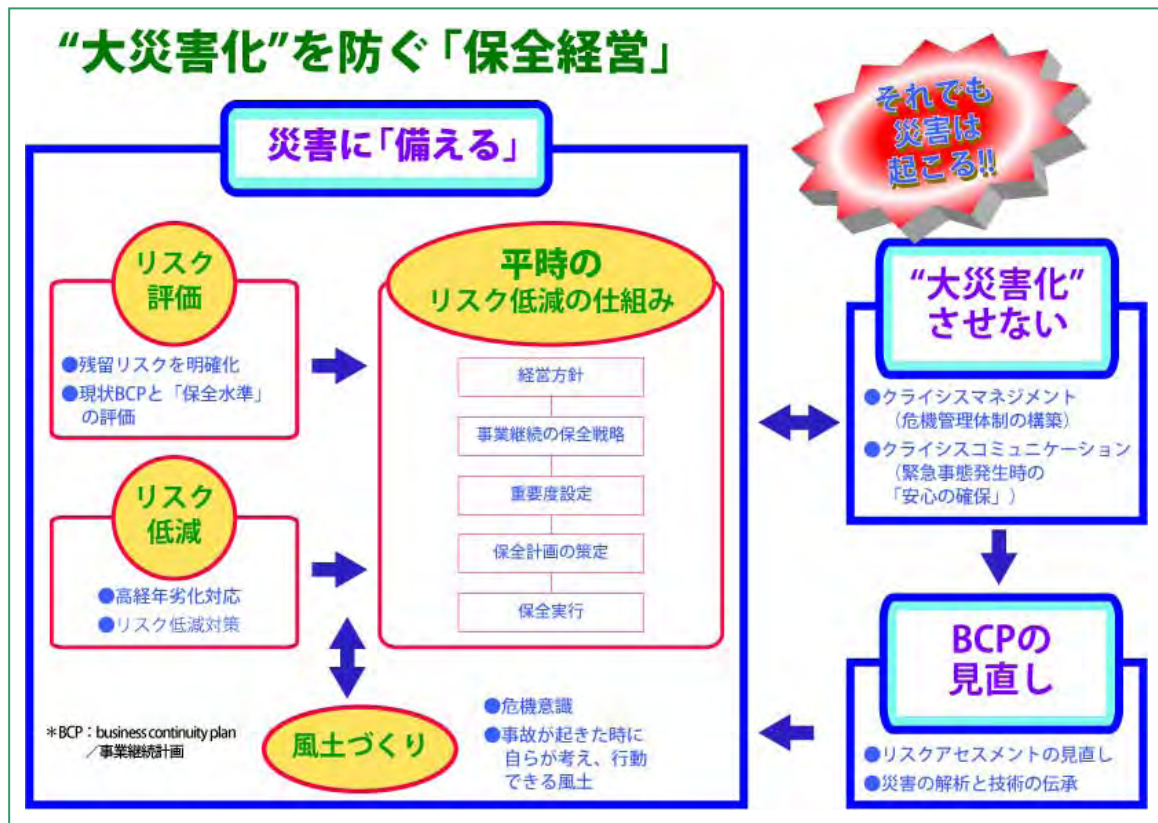 “大災害化”を防ぐ「保全経営」
それでも
災害は
起こる!!
災害に「備える」
リスク
評価
●残留リスクを明確化
●現状BCPと「保全水準」
の評価
リスク
低減
●高経年劣化対応
●リスク低減対策
平時の
リスク低減の仕組み
経営方針
事業継続の保全戦略
重要度設定
保全計画の策定
保全実行
風土づくり
●危機意識
●事故が起きた時に
自らが考え、行動
できる風土
＊BCP：business continuity plan
／事業継続計画
“大災害化”
させない
●クライシスマネジメント
（危機管理体制の構築）
●クライシスコミュニケーション
（緊急事態発生時の
「安心の確保」）
BCPの
見直し
●リスクアセスメントの見直し
●災害の解析と技術の伝承